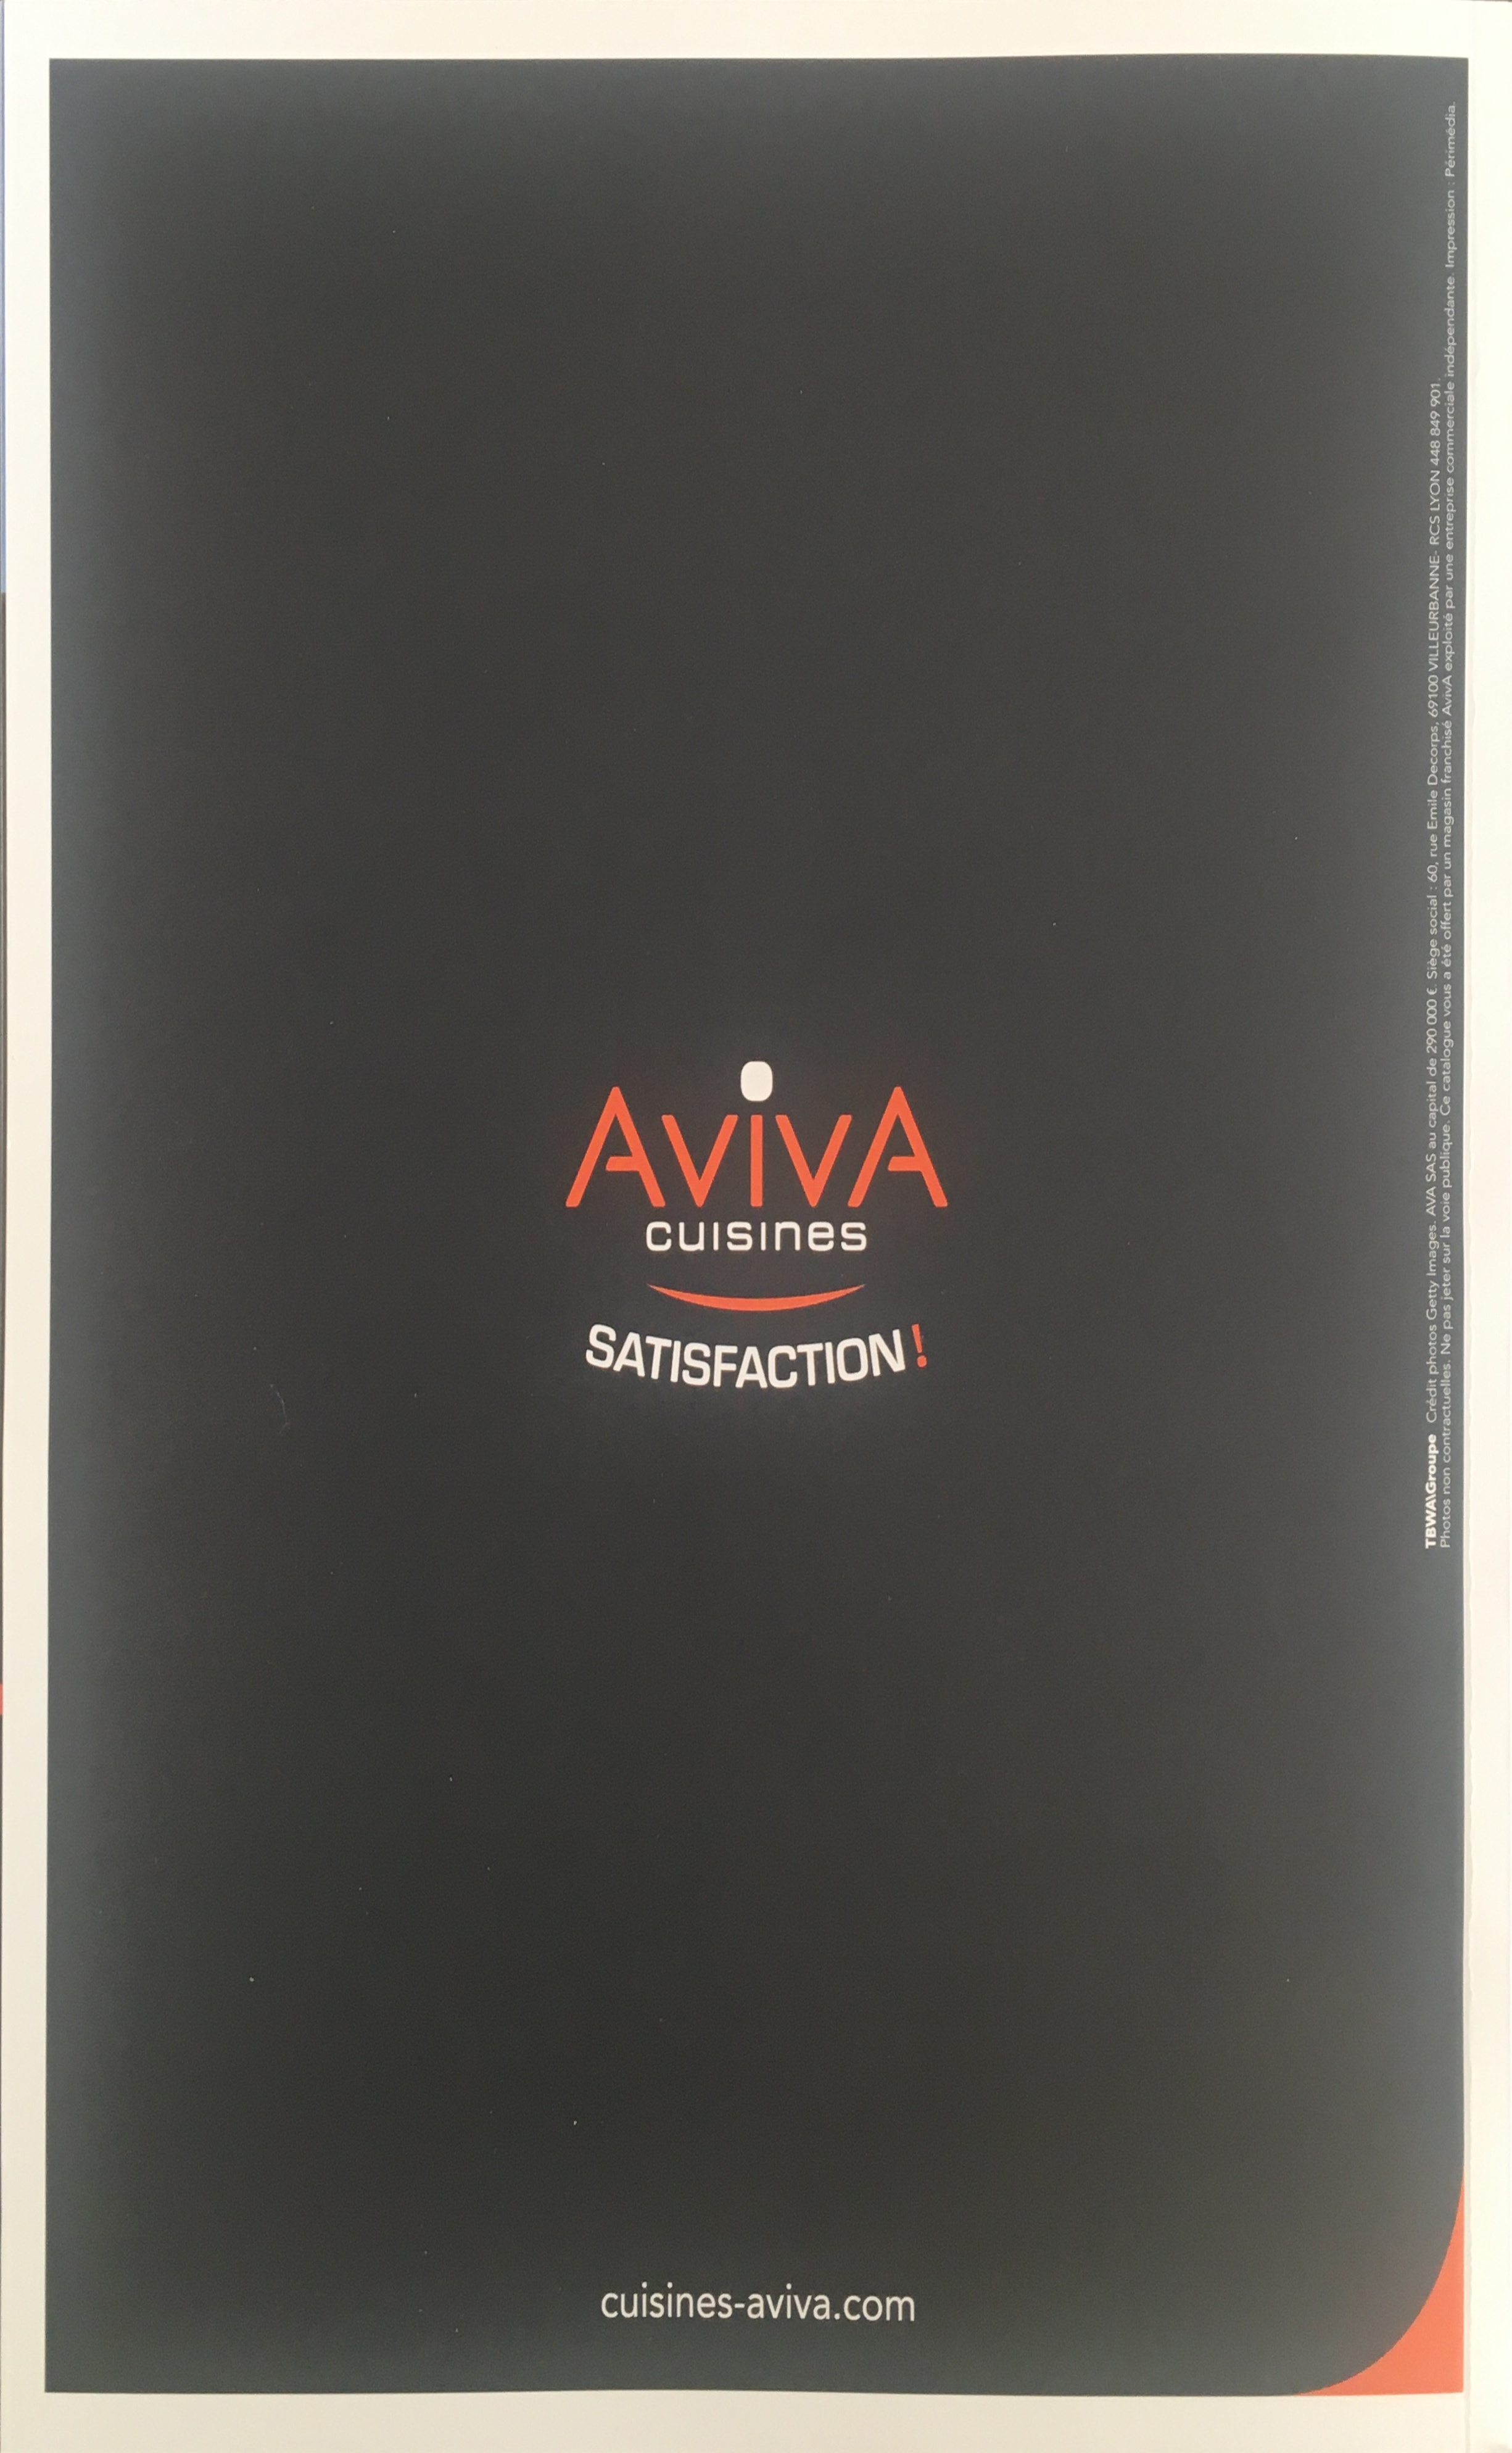 AvivA
cuisines
SATISFACTION !
cuisines-aviva.com
TBWA\Groupe Crédit photos Getty Images. AVA SAS au capital de 290 000 €. Siège social : 60, rue Emile Decorps, 69100 VILLEURBANNE- RCS LYON 448 849 901.
Photos non contractuelles. Ne pas jeter sur la voie publique. Ce catalogue vous a été offert par un magasin franchisé AvivA exploité par une entreprise commerciale indépendante. Impression : Périmédia.